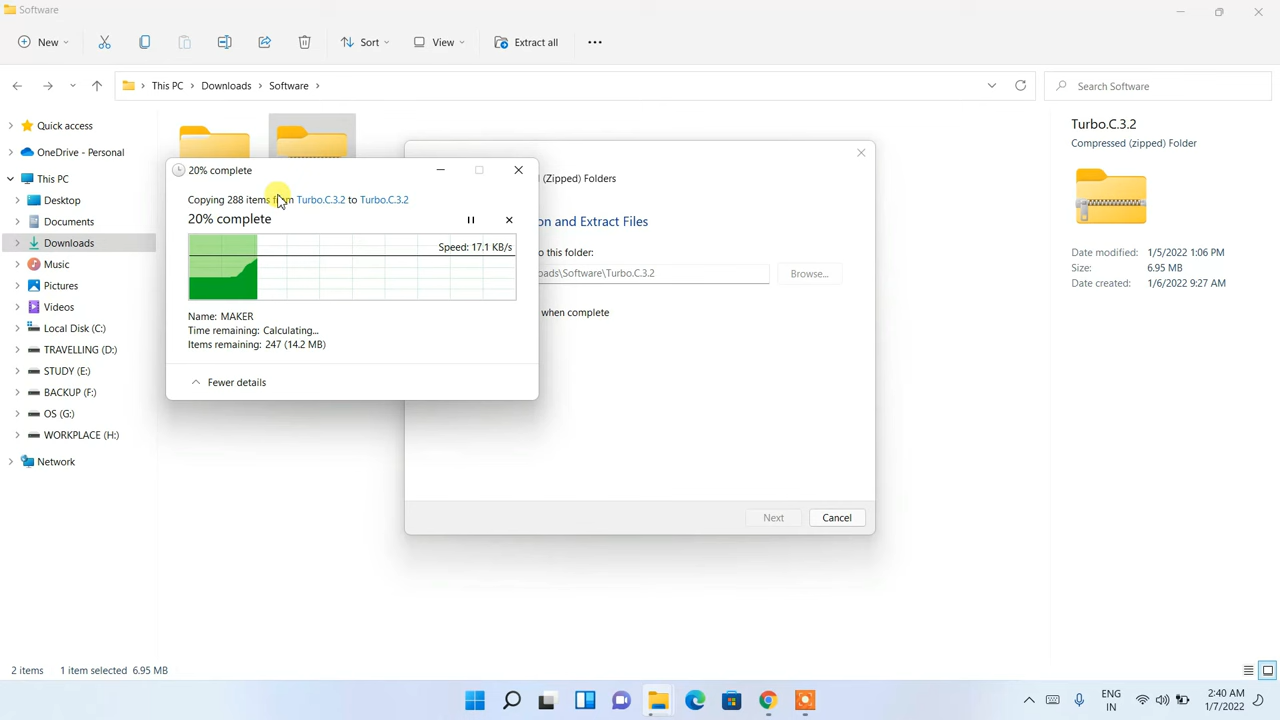 Software
New
Sort
View
Extract all
This PC
Downloads
Software
Search Software
Quick access
OneDrive - Personal
This PC
Desktop
Documents
Downloads
Music
Pictures
Videos
Local Disk (C:)
TRAVELLING (D:)
STUDY (E:)
BACKUP (F:)
OS (G:)
WORKPLACE (H:)
Network
20% complete
Copying 288 items from Turbo.C.3.2 to Turbo.C.3.2
20% complete
Speed: 17.1 KB/s
Name: MAKER
Time remaining: Calculating...
Items remaining: 247 (14.2 MB)
Fewer details
(Zipped) Folders
on and Extract Files
o this folder:
oads\Software\Turbo.C.3.2
Browse...
when complete
Next
Cancel
Turbo.C.3.2
Compressed (zipped) Folder
Date modified: 1/5/2022 1:06 PM
Size: 6.95 MB
Date created: 1/6/2022 9:27 AM
2 items
1 item selected 6.95 MB
ENG
IN
2:40 AM
1/7/2022